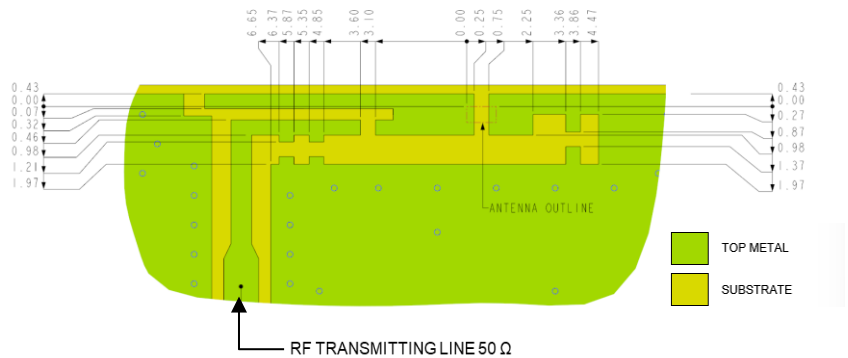 6.65 6.37 5.87 5.35 4.85 3.60 3.10 0.00 0.25 0.75 2.25 3.36 3.86 4.47
0.43 0.43
0.00 0.00
0.07 0.27
0.32 0.87
0.46 0.98
0.98 1.37
1.21 1.97
1.97
ANTENNA OUTLINE
TOP METAL
SUBSTRATE
RF TRANSMITTING LINE 50 Ω